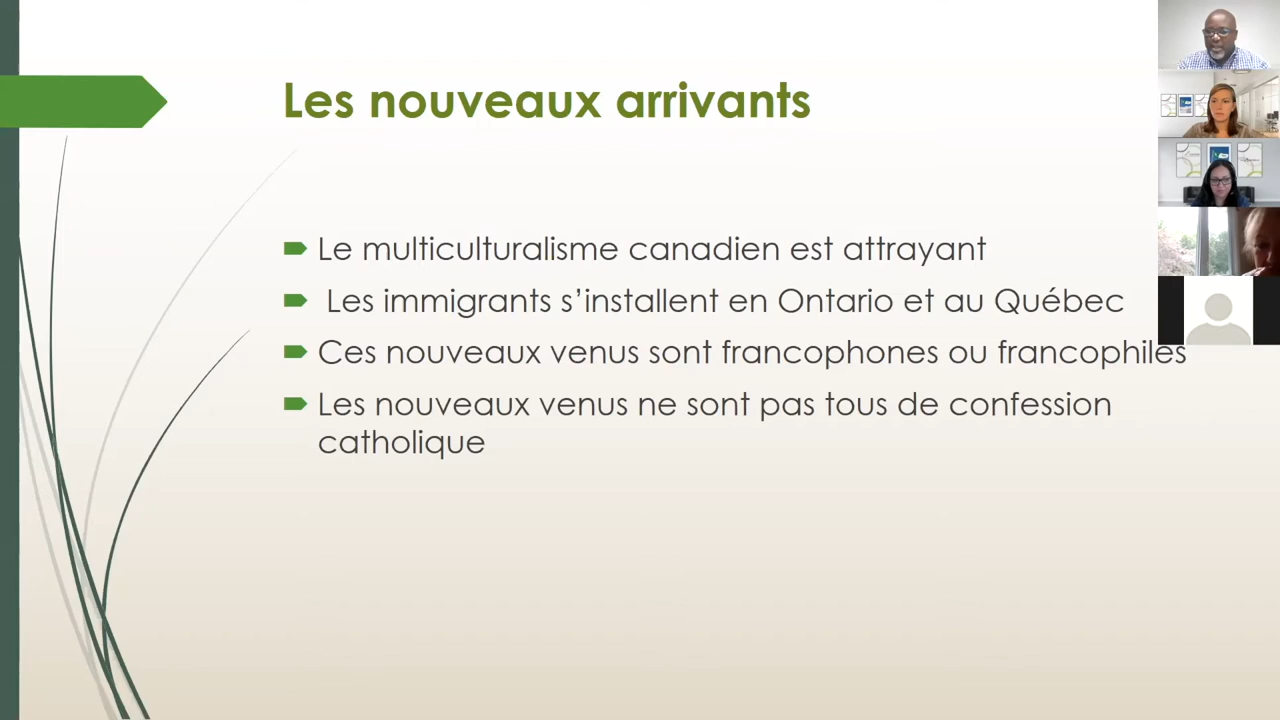 Les nouveaux arrivants
Le multiculturalisme canadien est attrayant
Les immigrants s’installent en Ontario et au Québec
Ces nouveaux venus sont francophones ou francophiles
Les nouveaux venus ne sont pas tous de confession
catholique